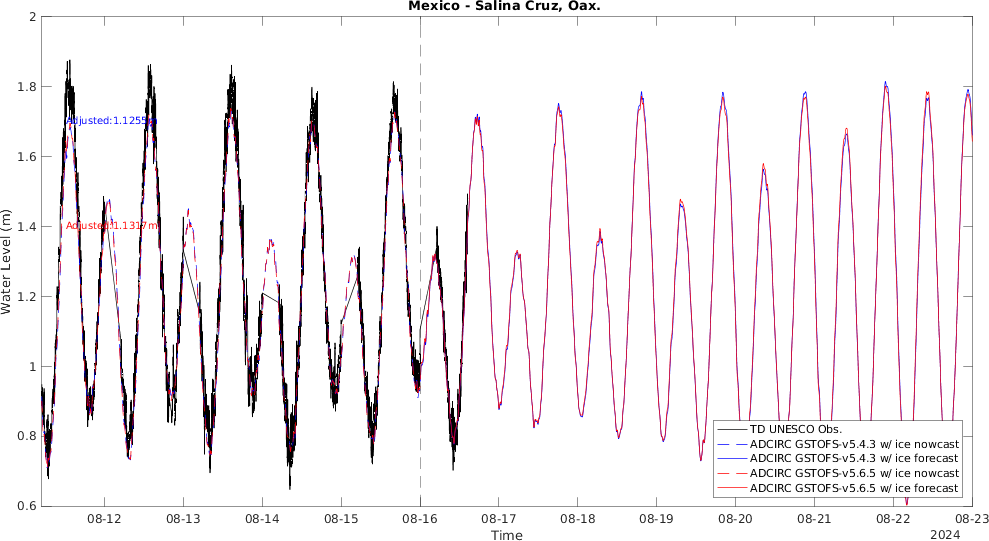 Mexico - Salina Cruz, Oax.
2
1.8
1.6
1.4
1.2
1
0.8
0.6
Water Level (m)
Adjusted:1.1255m
Adjusted:1.1317m
TD UNESCO Obs.
ADCIRC GSTOFS-v5.4.3 w/ ice nowcast
ADCIRC GSTOFS-v5.4.3 w/ ice forecast
ADCIRC GSTOFS-v5.6.5 w/ ice nowcast
ADCIRC GSTOFS-v5.6.5 w/ ice forecast
08-12 08-13 08-14 08-15 08-16 08-17 08-18 08-19 08-20 08-21 08-22 08-23
Time
2024